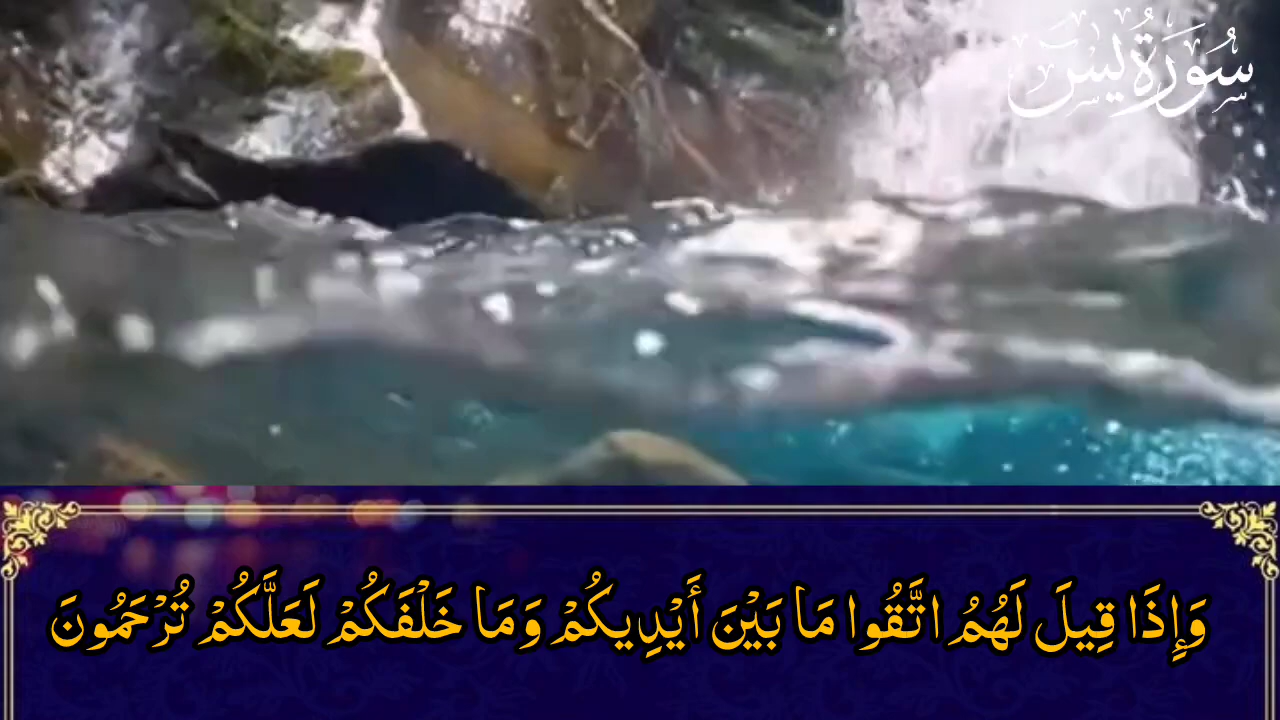 سُورَةُ يس
وَإِذَا قِيلَ لَهُمُ اتَّقُوا مَا بَيْنَ أَيْدِيكُمْ وَمَا خَلْفَكُمْ لَعَلَّكُمْ تُرْحَمُونَ